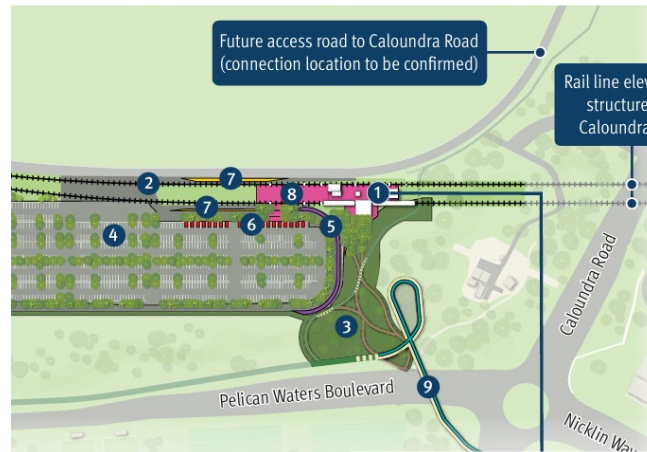 Future access road to Caloundra Road
(connection location to be confirmed)
Rail line elev
structure
Caloundra
2
7
8
1
7
6
5
4
3
9
Caloundra Road
Pelican Waters Boulevard
Nicklin Way